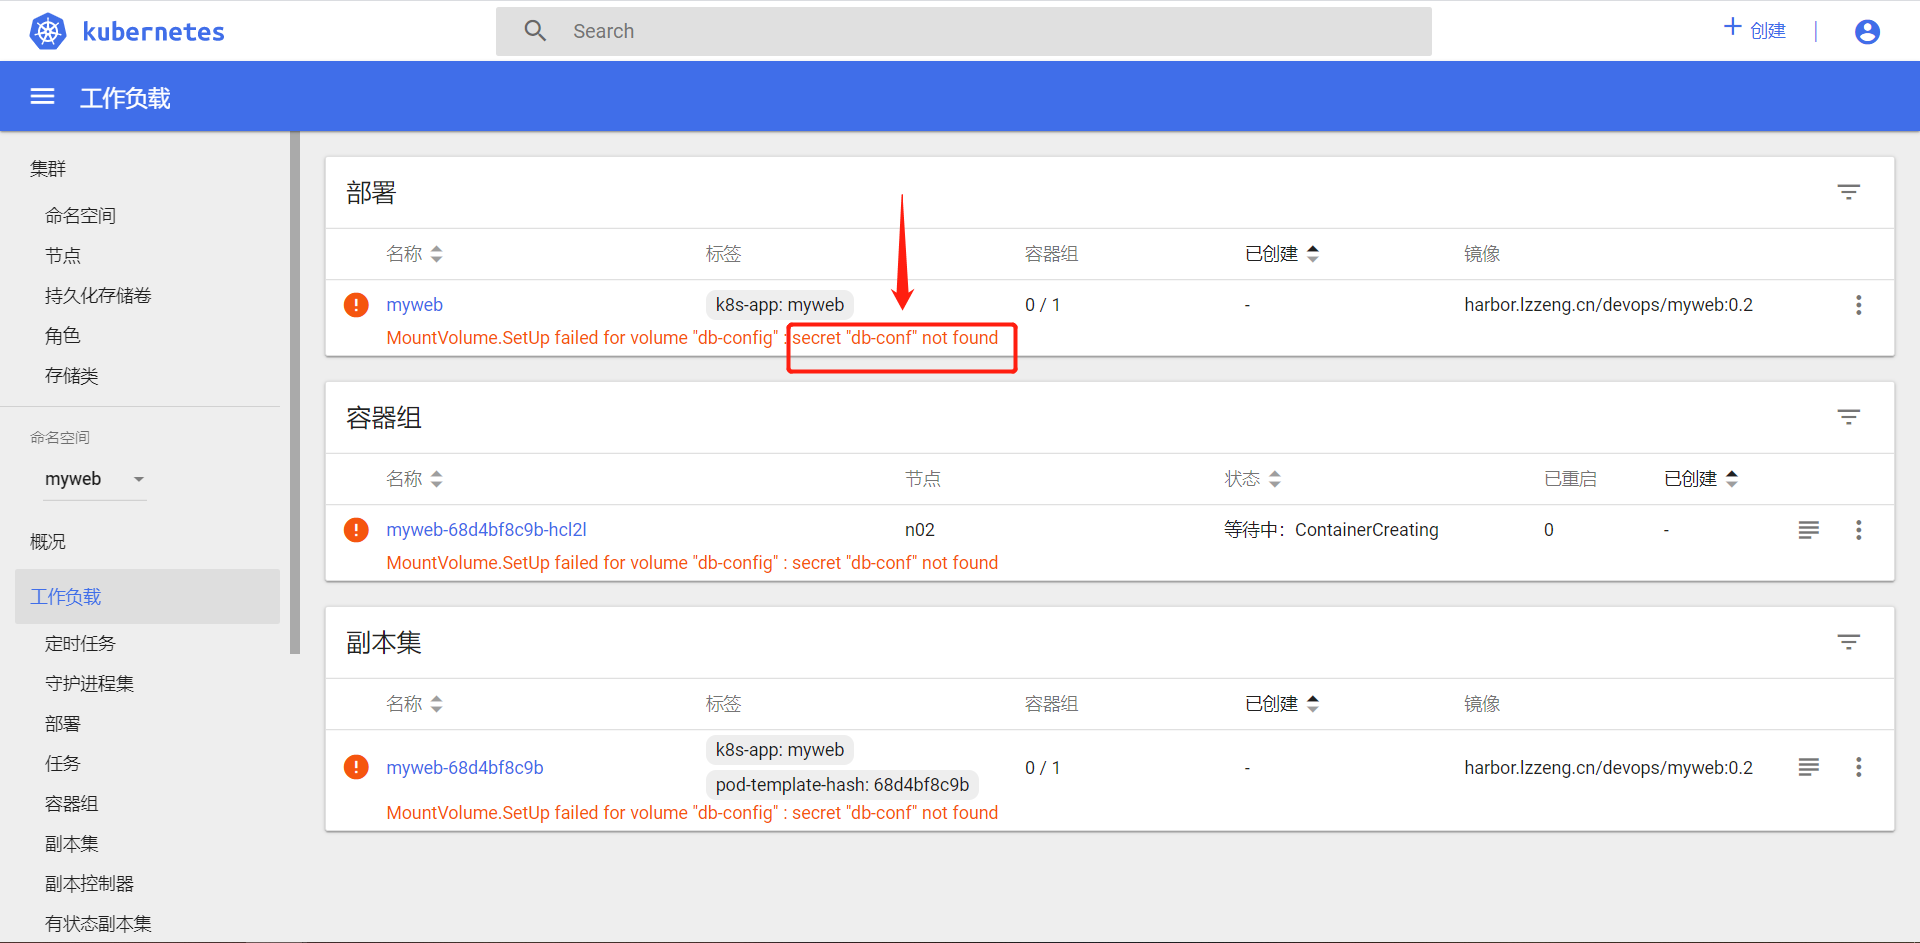 kubernetes
Search
+ 创建
工作负载
集群
命名空间
节点
持久化存储卷
角色
存储类
命名空间
myweb
概况
工作负载
定时任务
守护进程集
部署
任务
容器组
副本集
副本控制器
有状态副本集
部署
名称 标签 容器组 已创建 镜像
myweb k8s-app: myweb 0 / 1 - harbor.lzzeng.cn/devops/myweb:0.2
MountVolume.SetUp failed for volume "db-config" : secret "db-conf" not found
容器组
名称 节点 状态 已重启 已创建
myweb-68d4bf8c9b-hcl2l n02 等待中：ContainerCreating 0 -
MountVolume.SetUp failed for volume "db-config" : secret "db-conf" not found
副本集
名称 标签 容器组 已创建 镜像
k8s-app: myweb
myweb-68d4bf8c9b 0 / 1 - harbor.lzzeng.cn/devops/myweb:0.2
pod-template-hash: 68d4bf8c9b
MountVolume.SetUp failed for volume "db-config" : secret "db-conf" not found